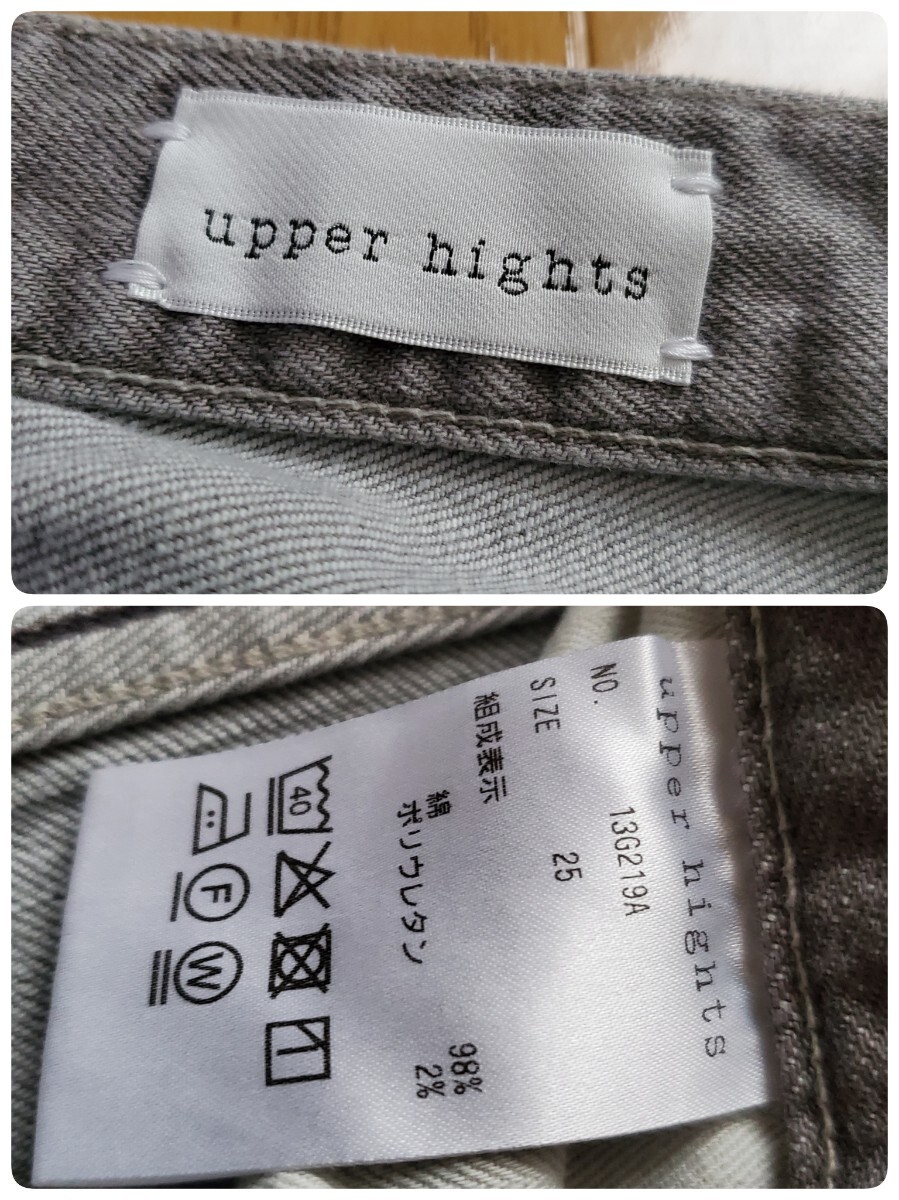 upper hights
upper hights
NO. 13G219A
SIZE 25
組成表示
綿 98%
ポリウレタン 2%
40
F
W